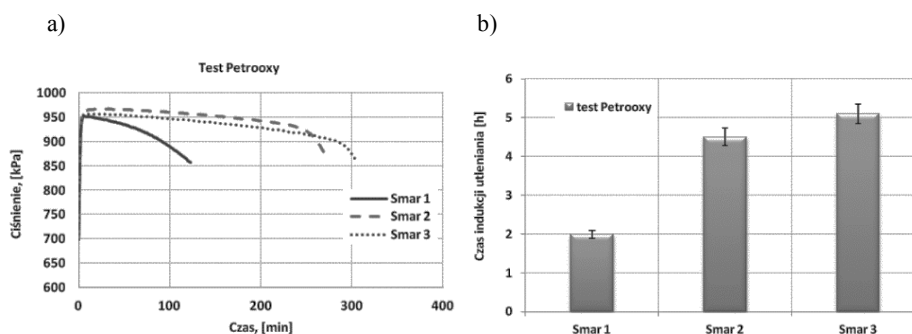 a)
Test Petrooxy
Ciśnienie, [kPa]
1000
950
900
850
800
750
700
650
0
100
200
300
400
Czas, [min]
Smar 1
Smar 2
Smar 3
b)
Czas indukcji utleniania [h]
6
5
4
3
2
1
0
test Petrooxy
Smar 1
Smar 2
Smar 3